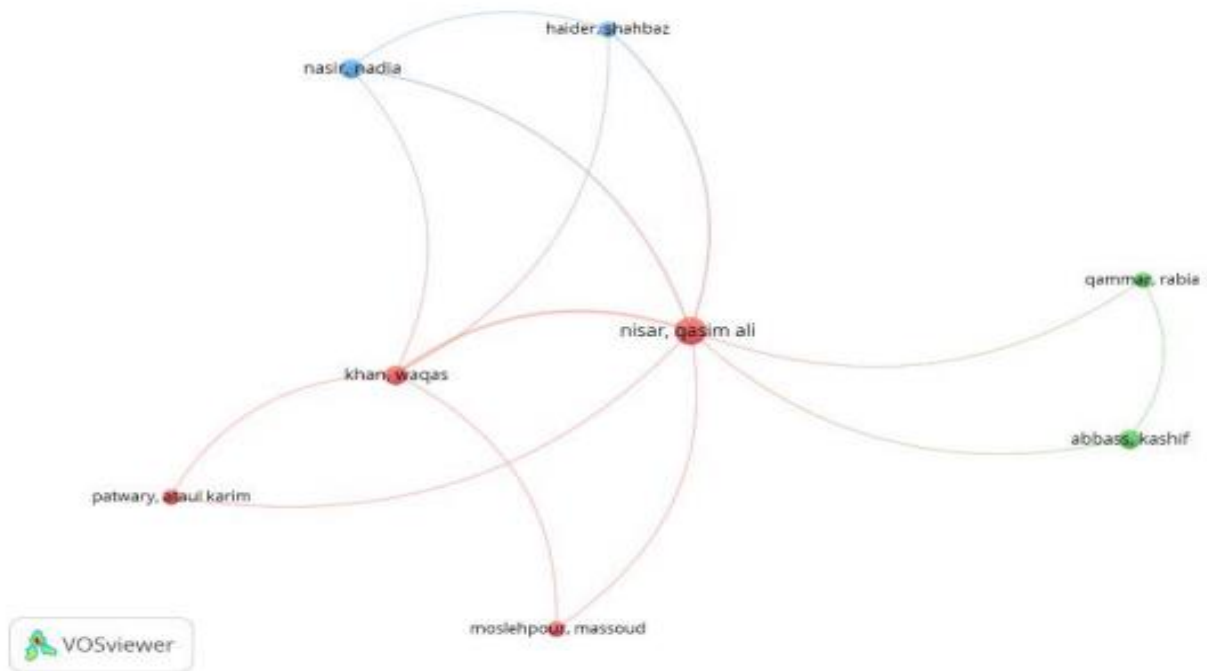 haider, shahbaz
nasir, nadia
qammar, rabia
nisar, qasim ali
khan, waqas
abbass, kashif
patwary, ataul karim
moslehpour, massoud
VOSviewer